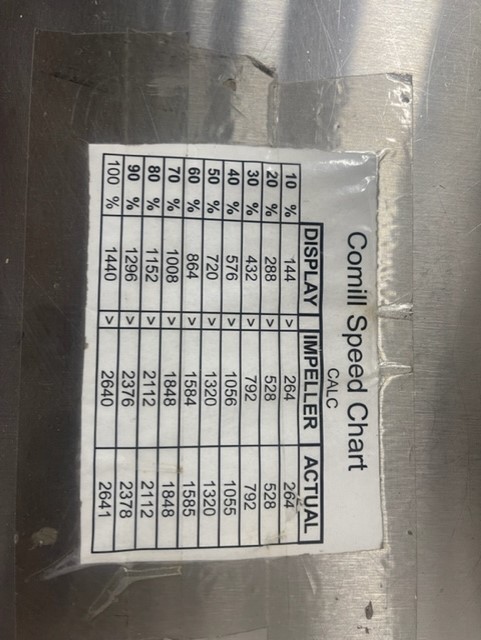 Comill Speed Chart
CALC
DISPLAY IMPELLER ACTUAL
10 % 144 > 264 264
20 % 288 > 528 528
30 % 432 > 792 792
40 % 576 > 1056 1055
50 % 720 > 1320 1320
60 % 864 > 1584 1585
70 % 1008 > 1848 1848
80 % 1152 > 2112 2112
90 % 1296 > 2376 2378
100 % 1440 > 2640 2641